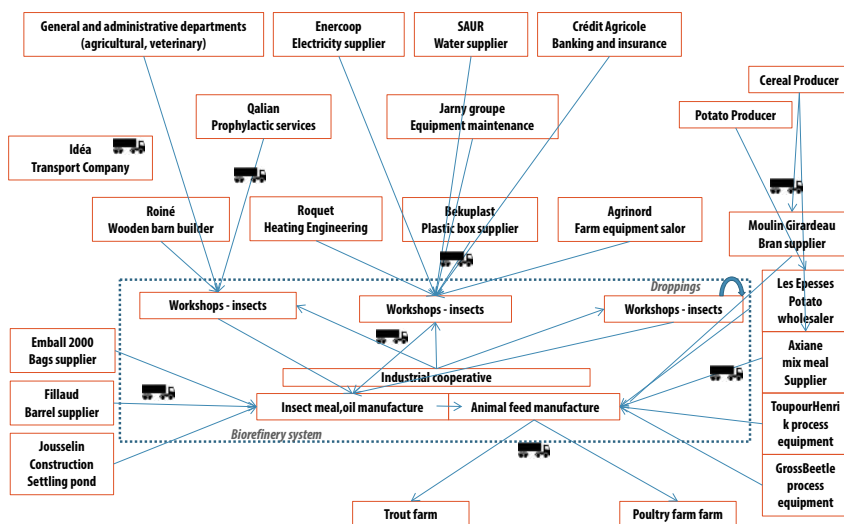 General and administrative departments
(agricultural, veterinary)
Enercoop
Electricity supplier
SAUR
Water supplier
Crédit Agricole
Banking and insurance
Cereal Producer
Qalian
Prophylactic services
Jarny groupe
Equipment maintenance
Potato Producer
Idéa
Transport Company
Roiné
Wooden barn builder
Roquet
Heating Engineering
Bekuplast
Plastic box supplier
Agrinord
Farm equipment salor
Moulin Girardeau
Bran supplier
Droppings
Workshops - insects
Workshops - insects
Workshops - insects
Les Epesses
Potato
wholesaler
Emball 2000
Bags supplier
Axiane
mix meal
Supplier
Industrial cooperative
Fillaud
Barrel supplier
Insect meal,oil manufacture
Animal feed manufacture
ToupourHenri
k process
equipment
Biorefinery system
Jousselin
Construction
Settling pond
GrossBeetle
process
equipment
Trout farm
Poultry farm farm